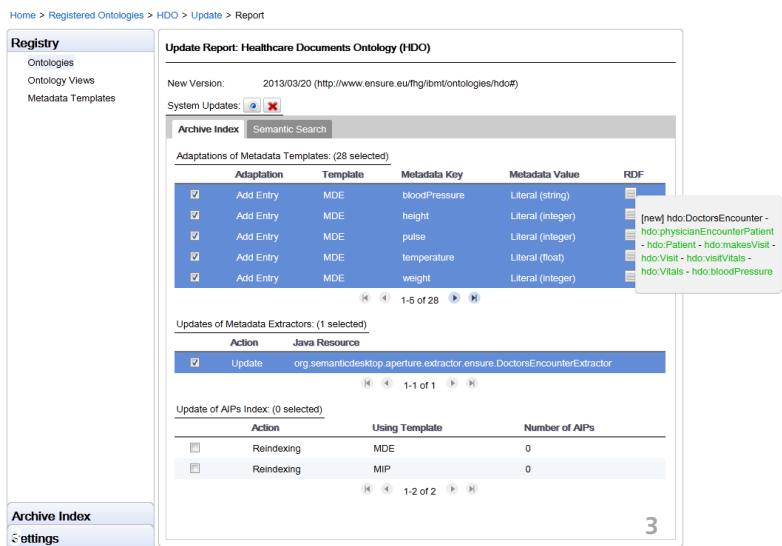 Home > Registered Ontologies > HDO > Update > Report
Registry
Ontologies
Ontology Views
Metadata Templates
Archive Index
Settings
Update Report: Healthcare Documents Ontology (HDO)
New Version: 2013/03/20 (http://www.ensure.eu/fhg/ibmt/ontologies/hdo#)
System Updates:
Archive Index Semantic Search
Adaptations of Metadata Templates: (28 selected)
Adaptation Template Metadata Key Metadata Value RDF
Add Entry MDE bloodPressure Literal (string)
Add Entry MDE height Literal (integer)
Add Entry MDE pulse Literal (integer)
Add Entry MDE temperature Literal (float)
Add Entry MDE weight Literal (integer)
1-5 of 28
[new] hdo:DoctorsEncounter -
hdo:physicianEncounterPatient
- hdo:Patient - hdo:makesVisit -
hdo:Visit - hdo:visitVitals -
hdo:Vitals - hdo:bloodPressure
Updates of Metadata Extractors: (1 selected)
Action Java Resource
Update org.semanticdesktop.aperture.extractor.ensure.DoctorsEncounterExtractor
1-1 of 1
Update of AIPs Index: (0 selected)
Action Using Template Number of AIPs
Reindexing MDE 0
Reindexing MIP 0
1-2 of 2
3